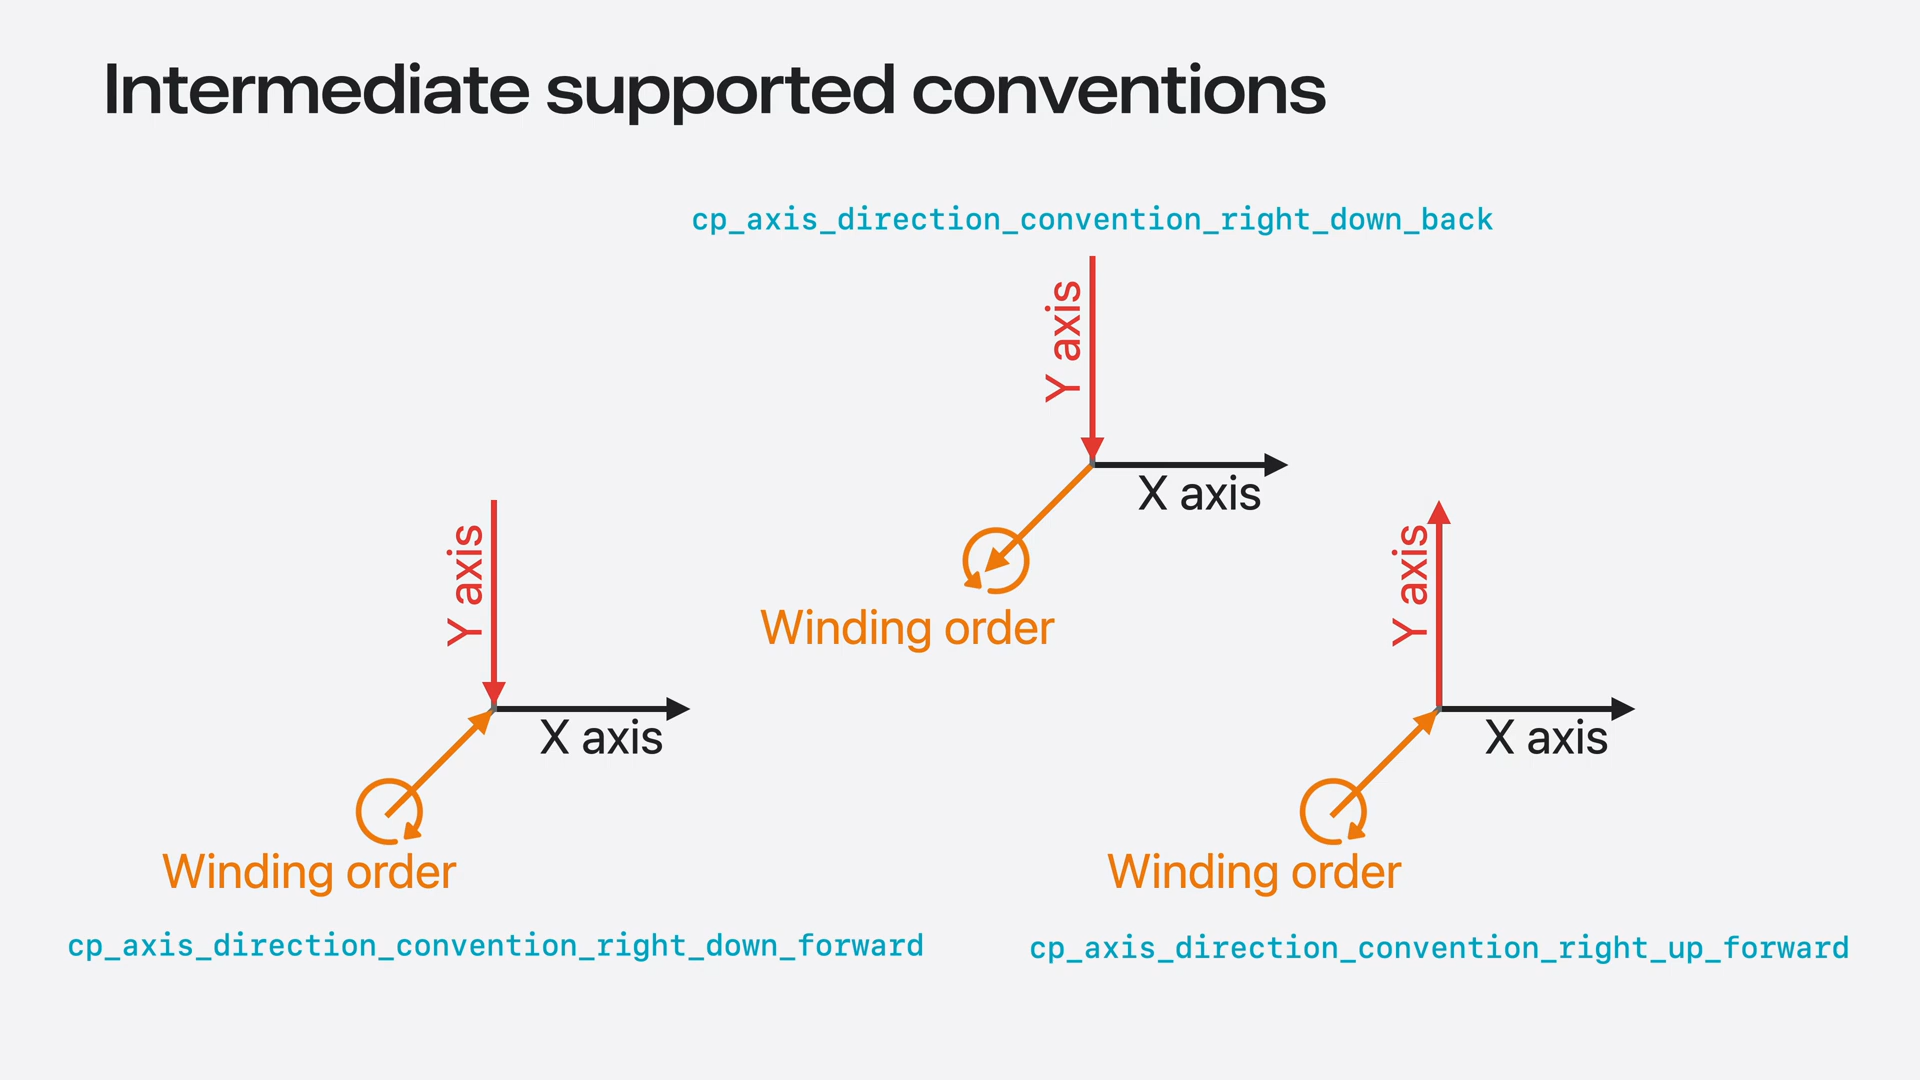 Intermediate supported conventions
cp_axis_direction_convention_right_down_back
Y axis
X axis
Winding order
Y axis
X axis
Winding order
cp_axis_direction_convention_right_down_forward
Y axis
X axis
Winding order
cp_axis_direction_convention_right_up_forward